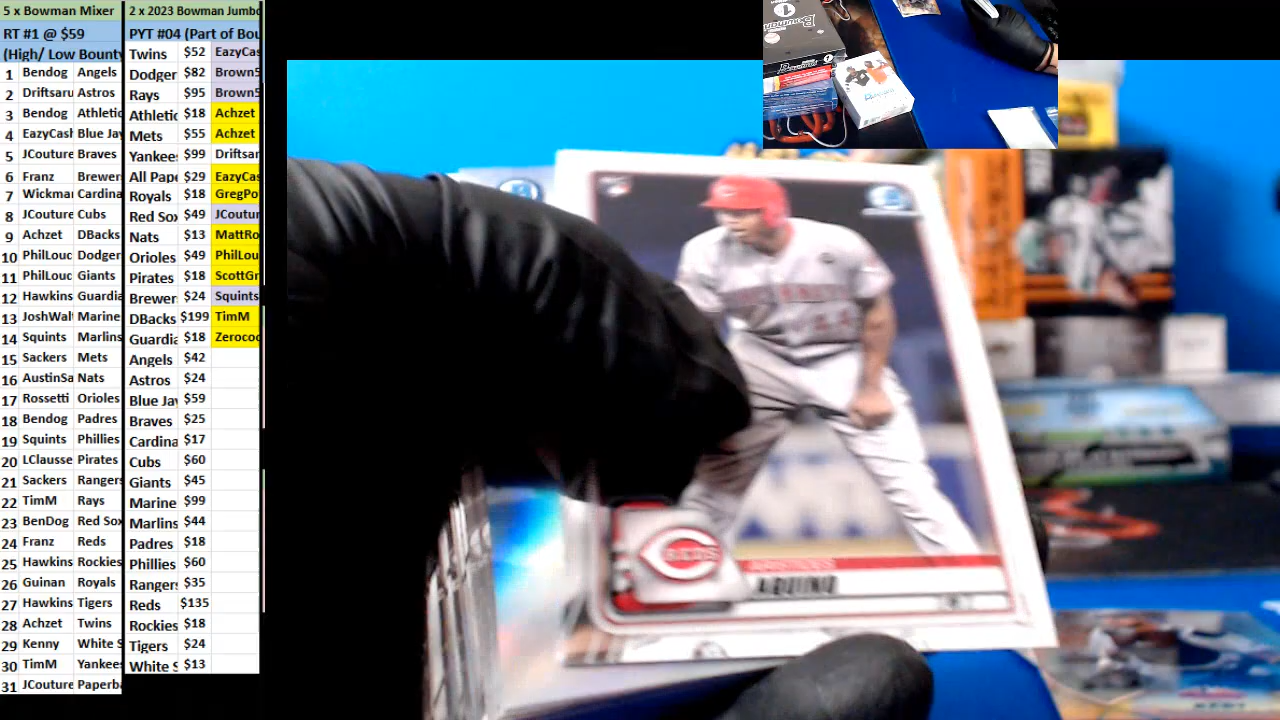 5 x Bowman Mixer
RT #1 @ $59
(High/ Low Bounty
1 Bendog Angels
2 Driftsaru Astros
3 Bendog Athletic
4 EazyCash Blue Jay
5 JCouture Braves
6 Franz Brewer
7 Wickma Cardina
8 JCouture Cubs
9 Achzet DBacks
10 PhilLouc Dodger
11 PhilLouc Giants
12 Hawkins Guardia
13 JoshWal Marine
14 Squints Marlins
15 Sackers Mets
16 AustinSa Nats
17 Rossetti Orioles
18 Bendog Padres
19 Squints Phillies
20 LClausse Pirates
21 Sackers Rangers
22 TimM Rays
23 BenDog Red Sox
24 Franz Reds
25 Hawkins Rockies
26 Guinan Royals
27 Hawkins Tigers
28 Achzet Twins
29 Kenny White S
30 TimM Yankee
31 JCouture Paperba
2 x 2023 Bowman Jumbo
PYT #04 (Part of Bou
Twins $52 EazyCas
Dodger $82 Brown5
Rays $95 Brown5
Athletic $18 Achzet
Mets $55 Achzet
Yankee $99 Driftsar
All Pape $29 EazyCas
Royals $18 GregPo
Red Sox $49 JCoutur
Nats $13 MattRo
Orioles $49 PhilLou
Pirates $18 ScottGr
Brewer $24 Squints
DBacks $199 TimM
Guardia $18 Zerocoo
Angels $42
Astros $24
Blue Jay $59
Braves $25
Cardina $17
Cubs $60
Giants $45
Marine $99
Marlins $44
Padres $18
Phillies $60
Rangers $35
Reds $135
Rockies $18
Tigers $24
White S $13
REDS
AQUINO